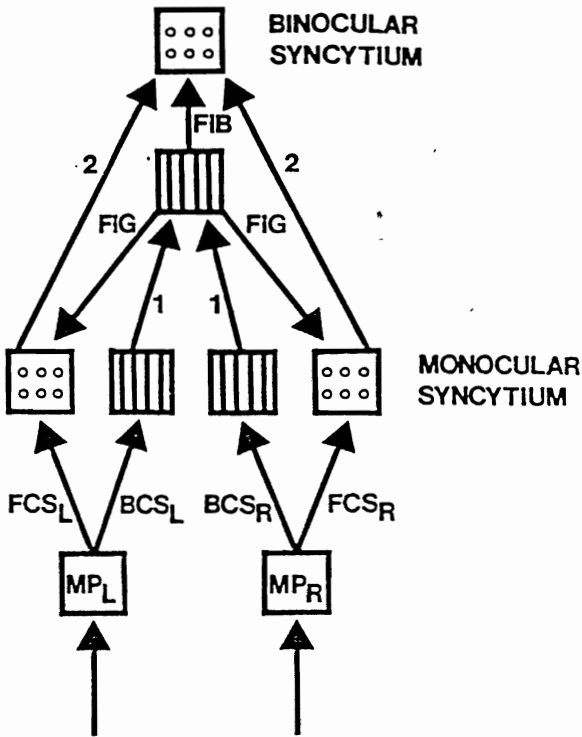 BINOCULAR
SYNCYTIUM
FIB
2
2
FIG
FIG
1
1
MONOCULAR
SYNCYTIUM
FCSL
BCSL
BCSR
FCSR
MPL
MPR